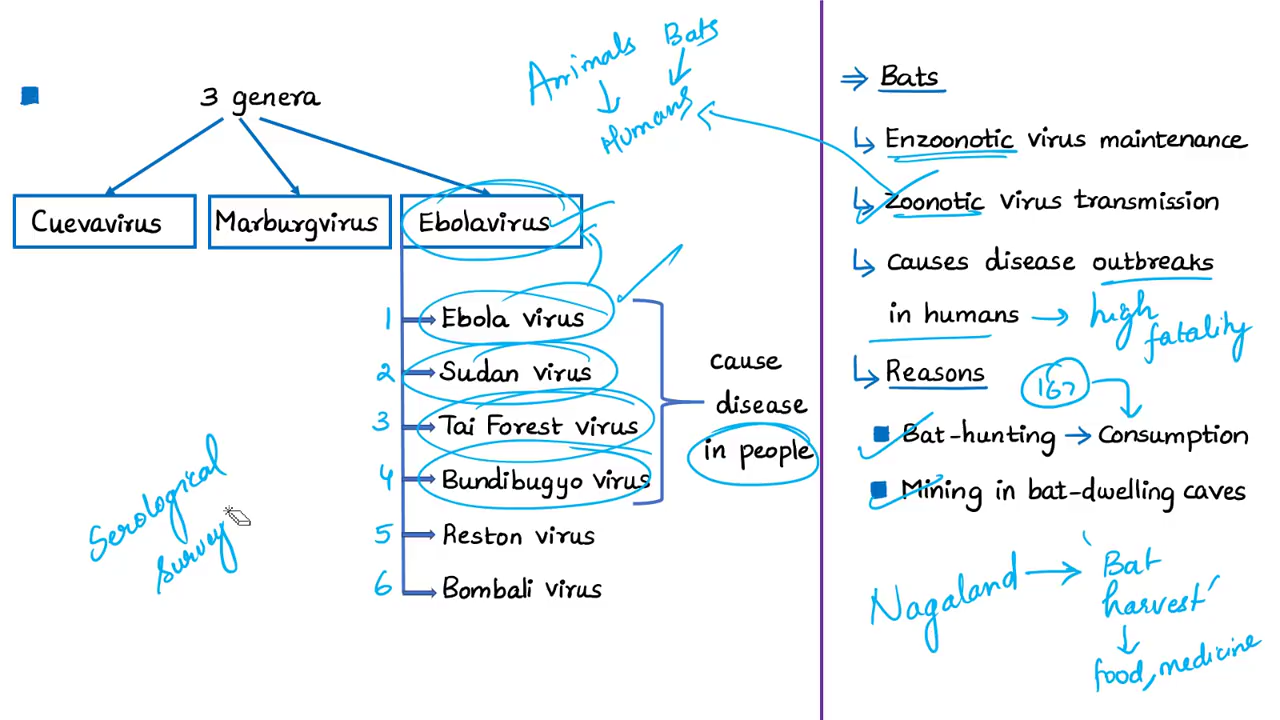 3 genera
Cuevavirus
Marburgvirus
Ebolavirus
1 Ebola virus
2 Sudan virus
3 Tai Forest virus
4 Bundibugyo virus
5 Reston virus
6 Bombali virus
cause
disease
in people
Animals Bats
Humans
Serological
survey
⇒ Bats
↳ Enzoonotic virus maintenance
↳ Zoonotic virus transmission
↳ causes disease outbreaks
in humans → high
fatality
↳ Reasons
Bat-hunting → Consumption
Mining in bat-dwelling caves
Nagaland → 'Bat
harvest'
food, medicine